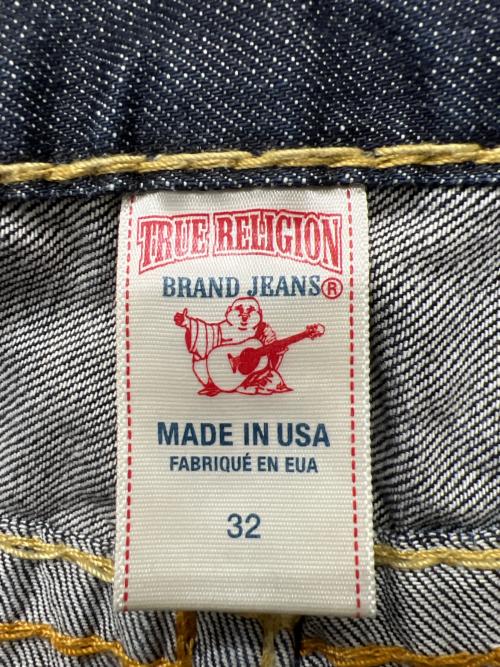 TRUE RELIGION
BRAND JEANS®
MADE IN USA
FABRIQUÉ EN EUA
32